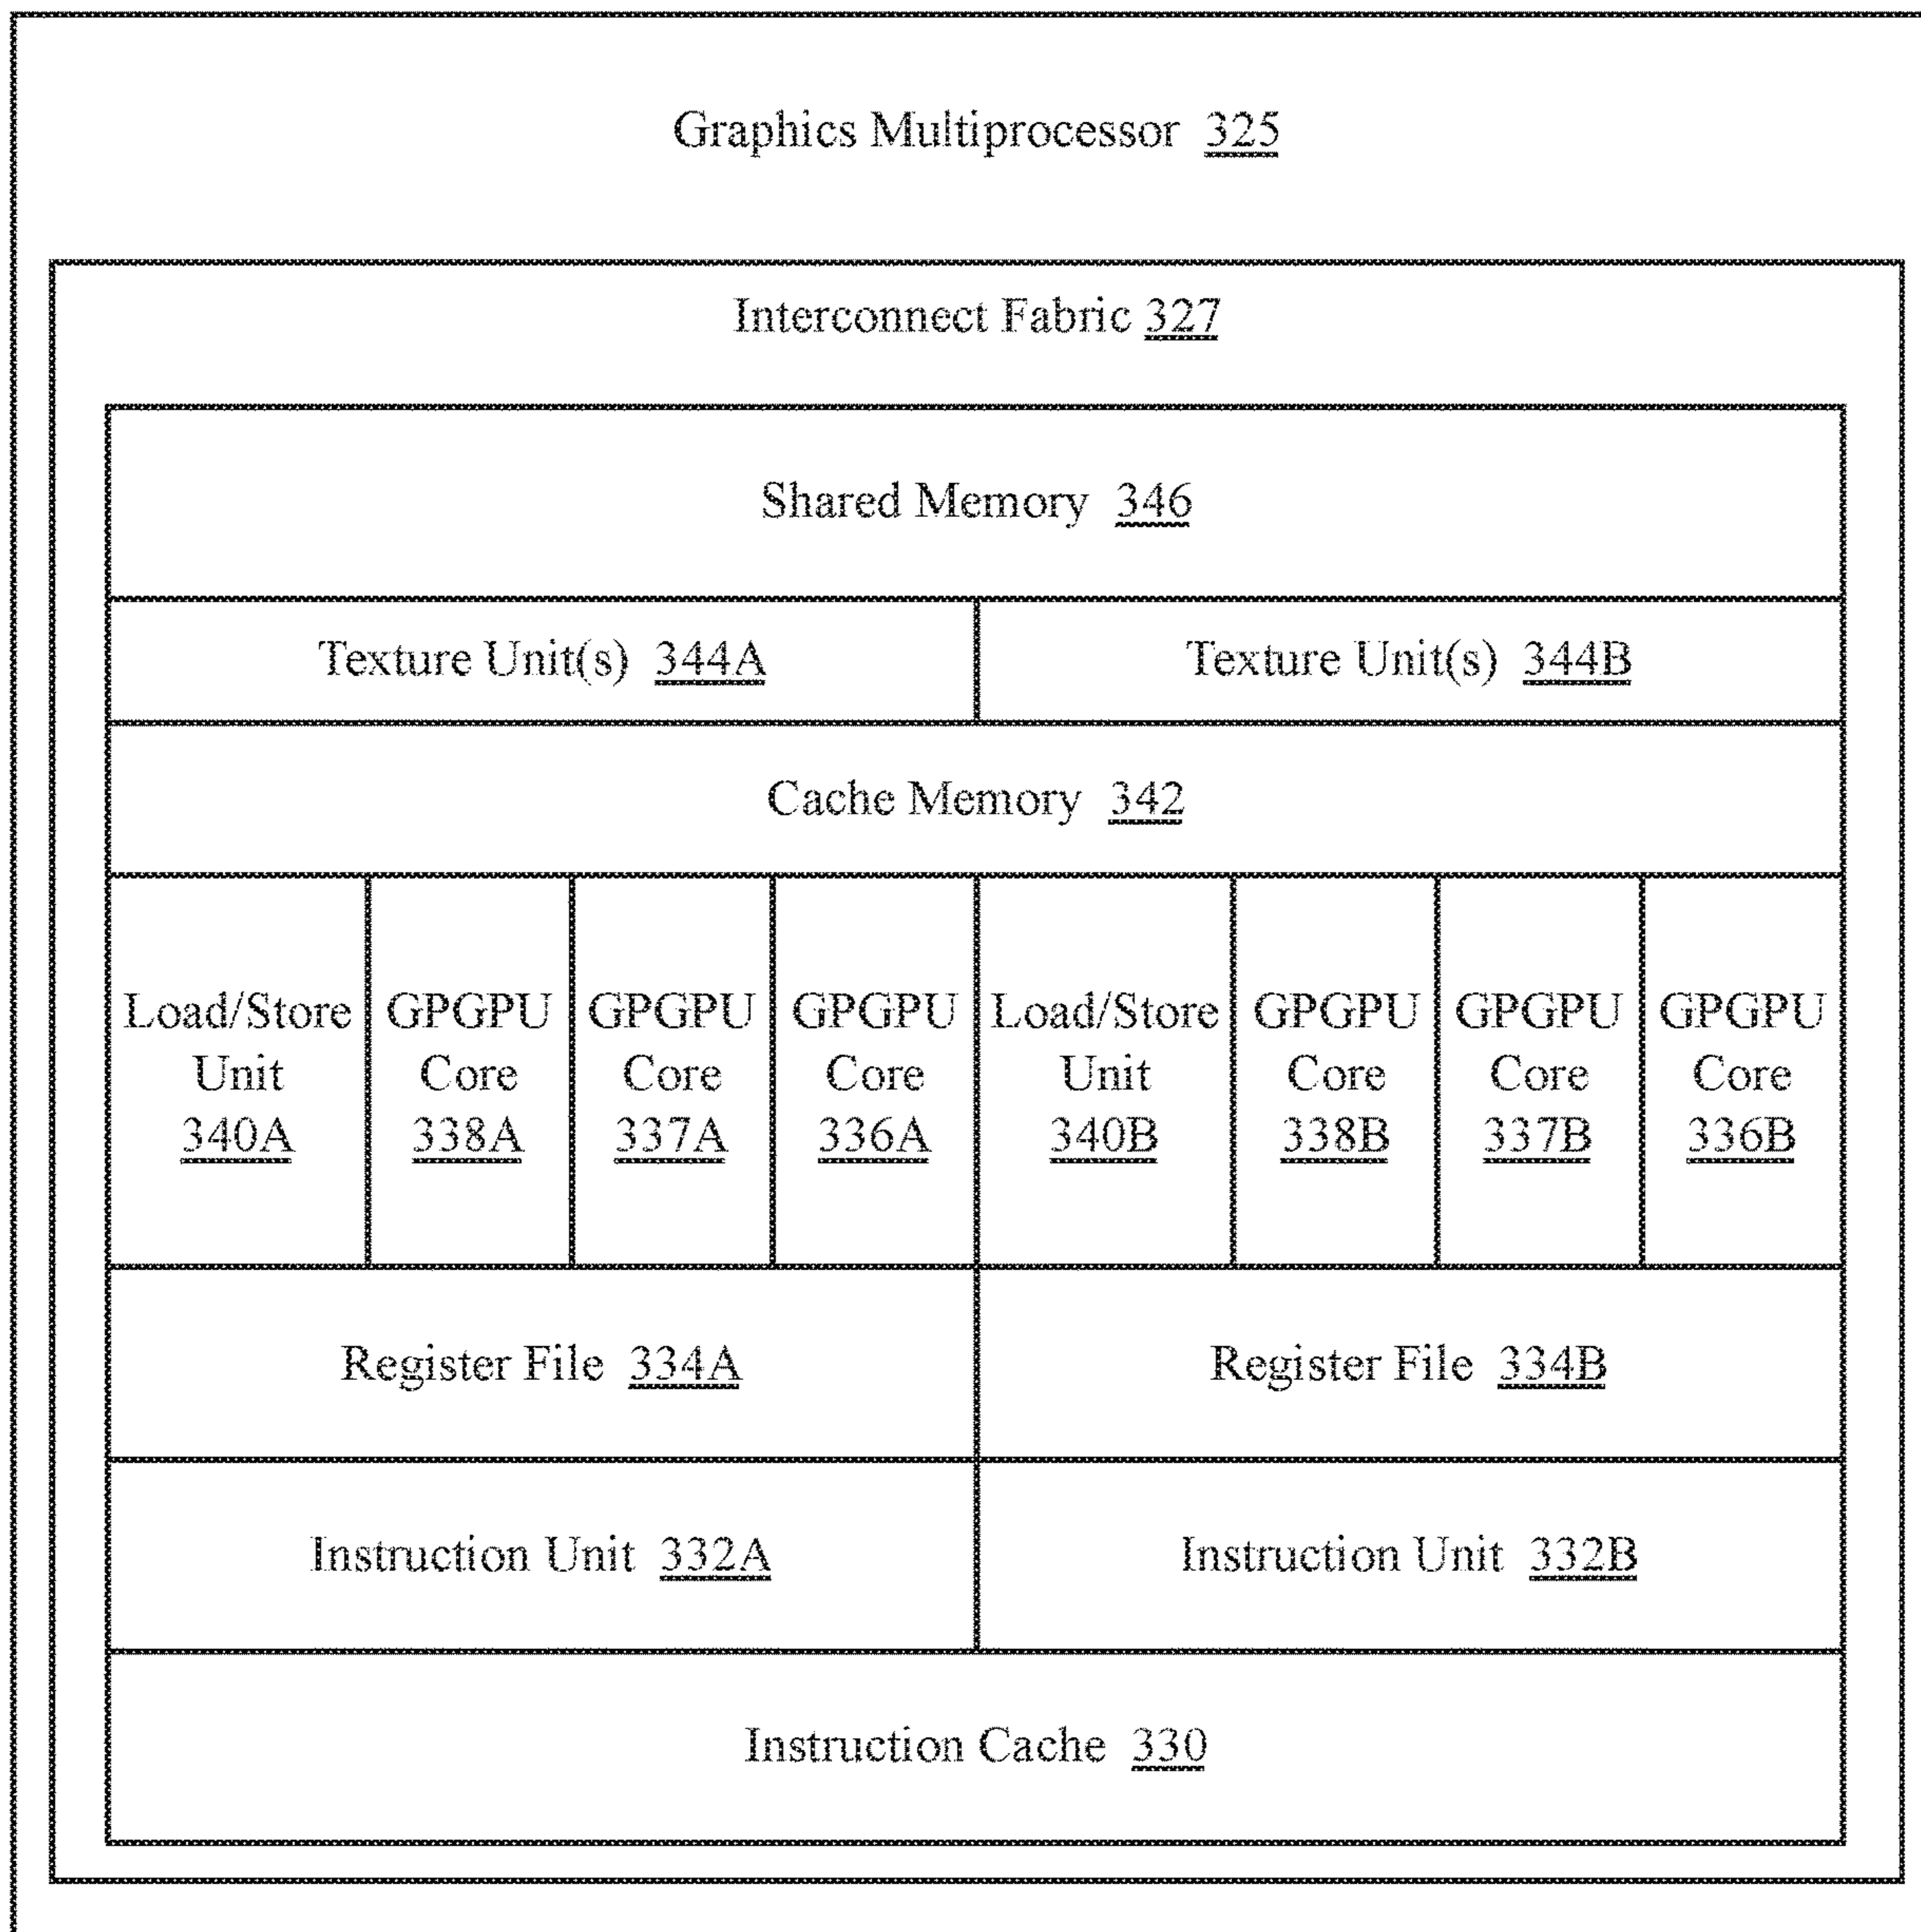 Graphics Multiprocessor 325
Interconnect Fabric 327
Shared Memory 346
Texture Unit(s) 344A
Texture Unit(s) 344B
Cache Memory 342
Load/Store
Unit
340A
GPGPU
Core
338A
GPGPU
Core
337A
GPGPU
Core
336A
Load/Store
Unit
340B
GPGPU
Core
338B
GPGPU
Core
337B
GPGPU
Core
336B
Register File 334A
Register File 334B
Instruction Unit 332A
Instruction Unit 332B
Instruction Cache 330